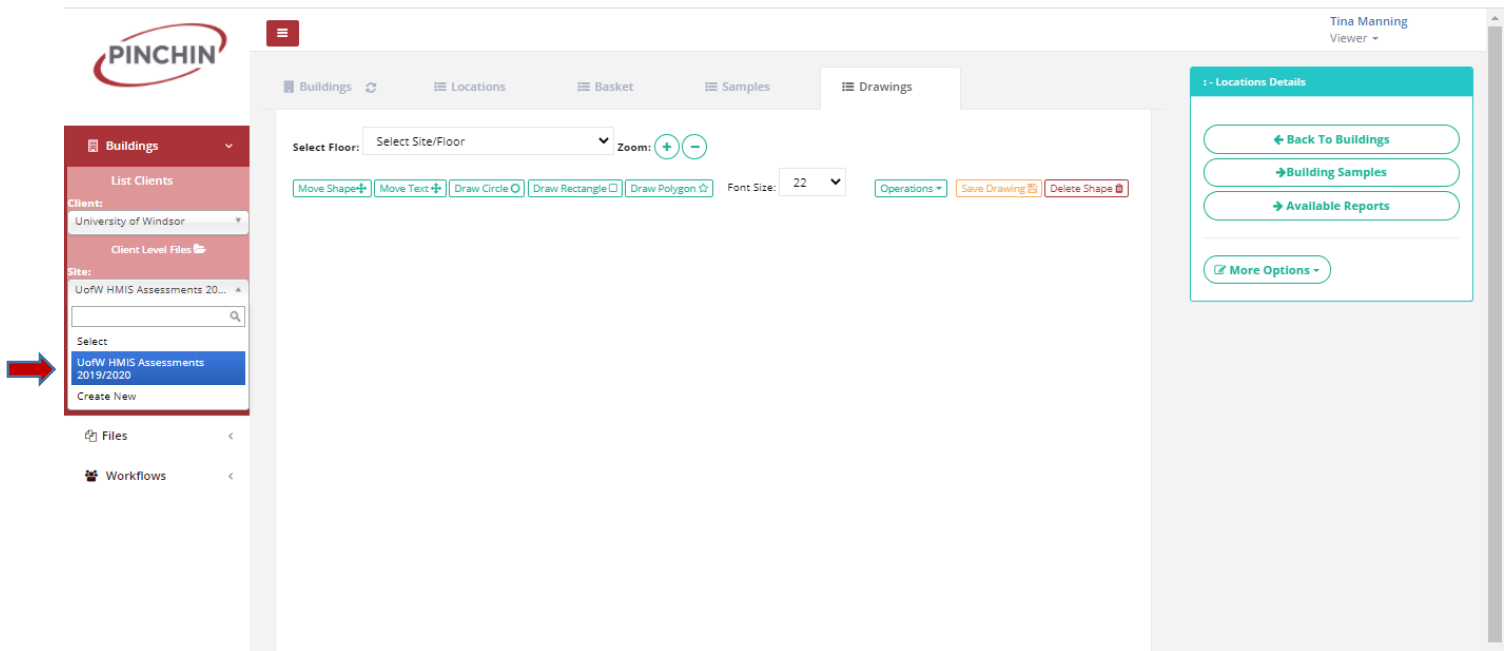 PINCHIN
Tina Manning
Viewer
Buildings
Locations
Basket
Samples
Drawings
: - Locations Details
Buildings
List Clients
Client:
University of Windsor
Client Level Files
Site:
UofW HMIS Assessments 20...
Select
UofW HMIS Assessments
2019/2020
Create New
Files
Workflows
Select Floor: Select Site/Floor Zoom: + −
Move Shape Move Text Draw Circle Draw Rectangle Draw Polygon Font Size: 22 Operations Save Drawing Delete Shape
Back To Buildings
Building Samples
Available Reports
More Options